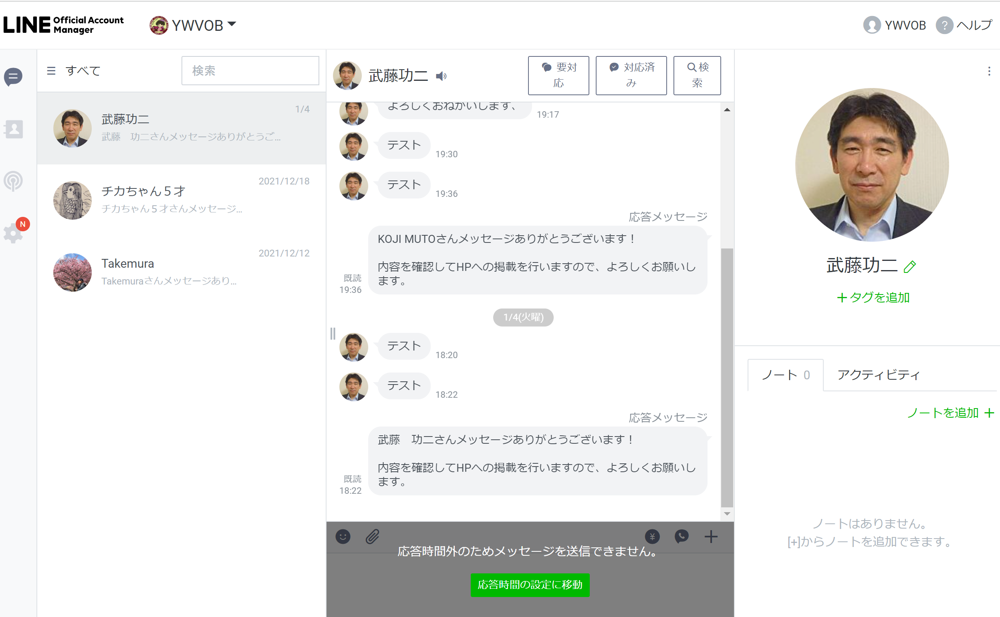 LINE Official Account Manager
YWVOB
YWVOB
? ヘルプ
すべて
検索
武藤功二
1/4
武藤　功二さんメッセージありがとうご...
チカちゃん５才
2021/12/18
チカちゃん５才さんメッセージ...
Takemura
2021/12/12
Takemuraさんメッセージあり...
N
武藤功二
要対
応
対応済
み
検
索
よろしくおねがいします、
19:17
テスト
19:30
テスト
19:36
応答メッセージ
KOJI MUTOさんメッセージありがとうございます！
内容を確認してHPへの掲載を行いますので、よろしくお願いし
ます。
既読
19:36
1/4(火曜)
テスト
18:20
テスト
18:22
応答メッセージ
武藤　功二さんメッセージありがとうございます！
内容を確認してHPへの掲載を行いますので、よろしくお願いし
ます。
既読
18:22
¥
応答時間外のためメッセージを送信できません。
応答時間の設定に移動
武藤功二
＋タグを追加
ノート 0
アクティビティ
ノートを追加 ＋
ノートはありません。
[+]からノートを追加できます。